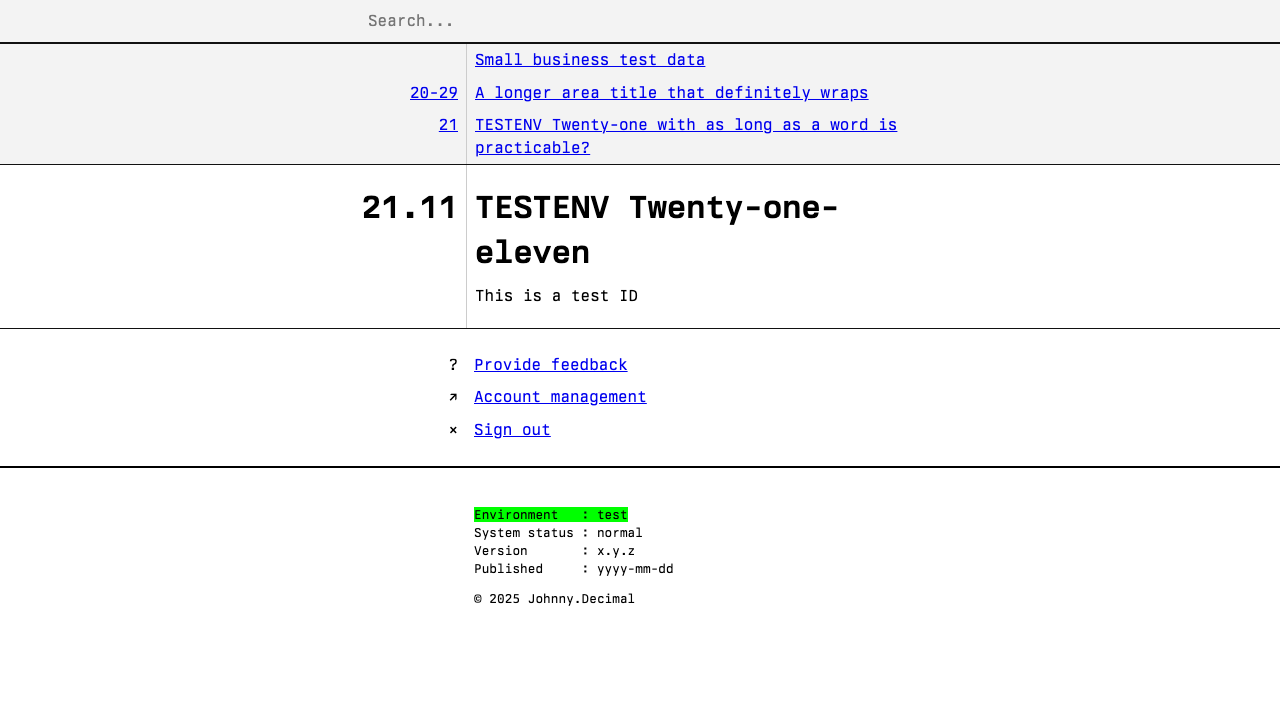 Search...
Small business test data
20-29 A longer area title that definitely wraps
21 TESTENV Twenty-one with as long as a word is
practicable?
21.11 TESTENV Twenty-one-
eleven
This is a test ID
? Provide feedback
↗ Account management
× Sign out
Environment   : test
System status : normal
Version       : x.y.z
Published     : yyyy-mm-dd
© 2025 Johnny.Decimal